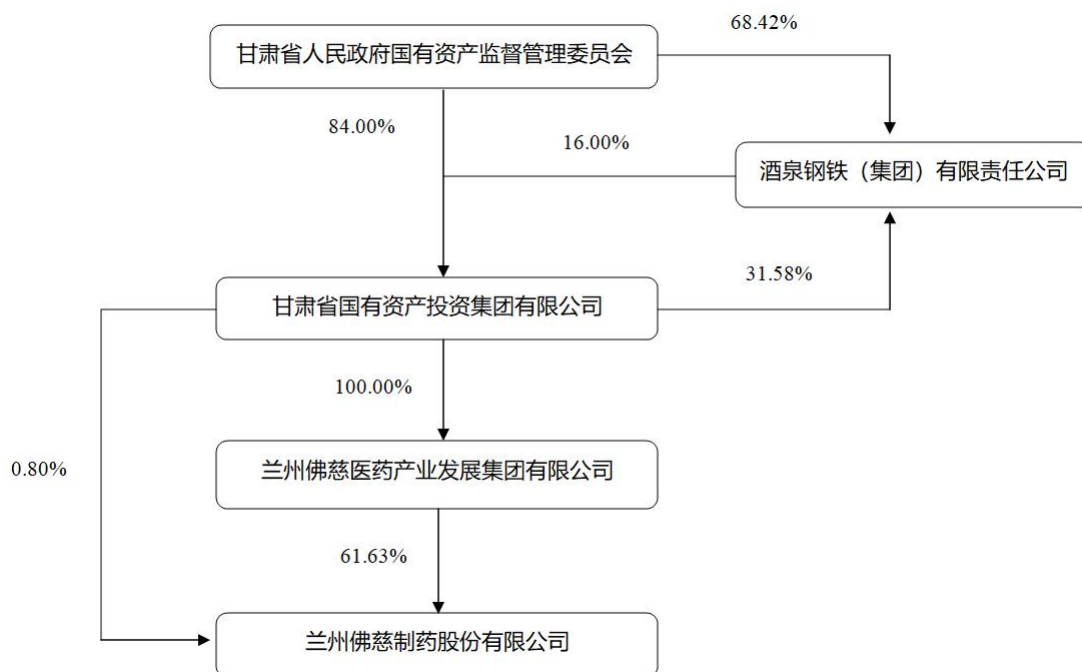 68.42%
甘肃省人民政府国有资产监督管理委员会
84.00%
16.00%
酒泉钢铁（集团）有限责任公司
31.58%
甘肃省国有资产投资集团有限公司
100.00%
兰州佛慈医药产业发展集团有限公司
0.80%
61.63%
兰州佛慈制药股份有限公司